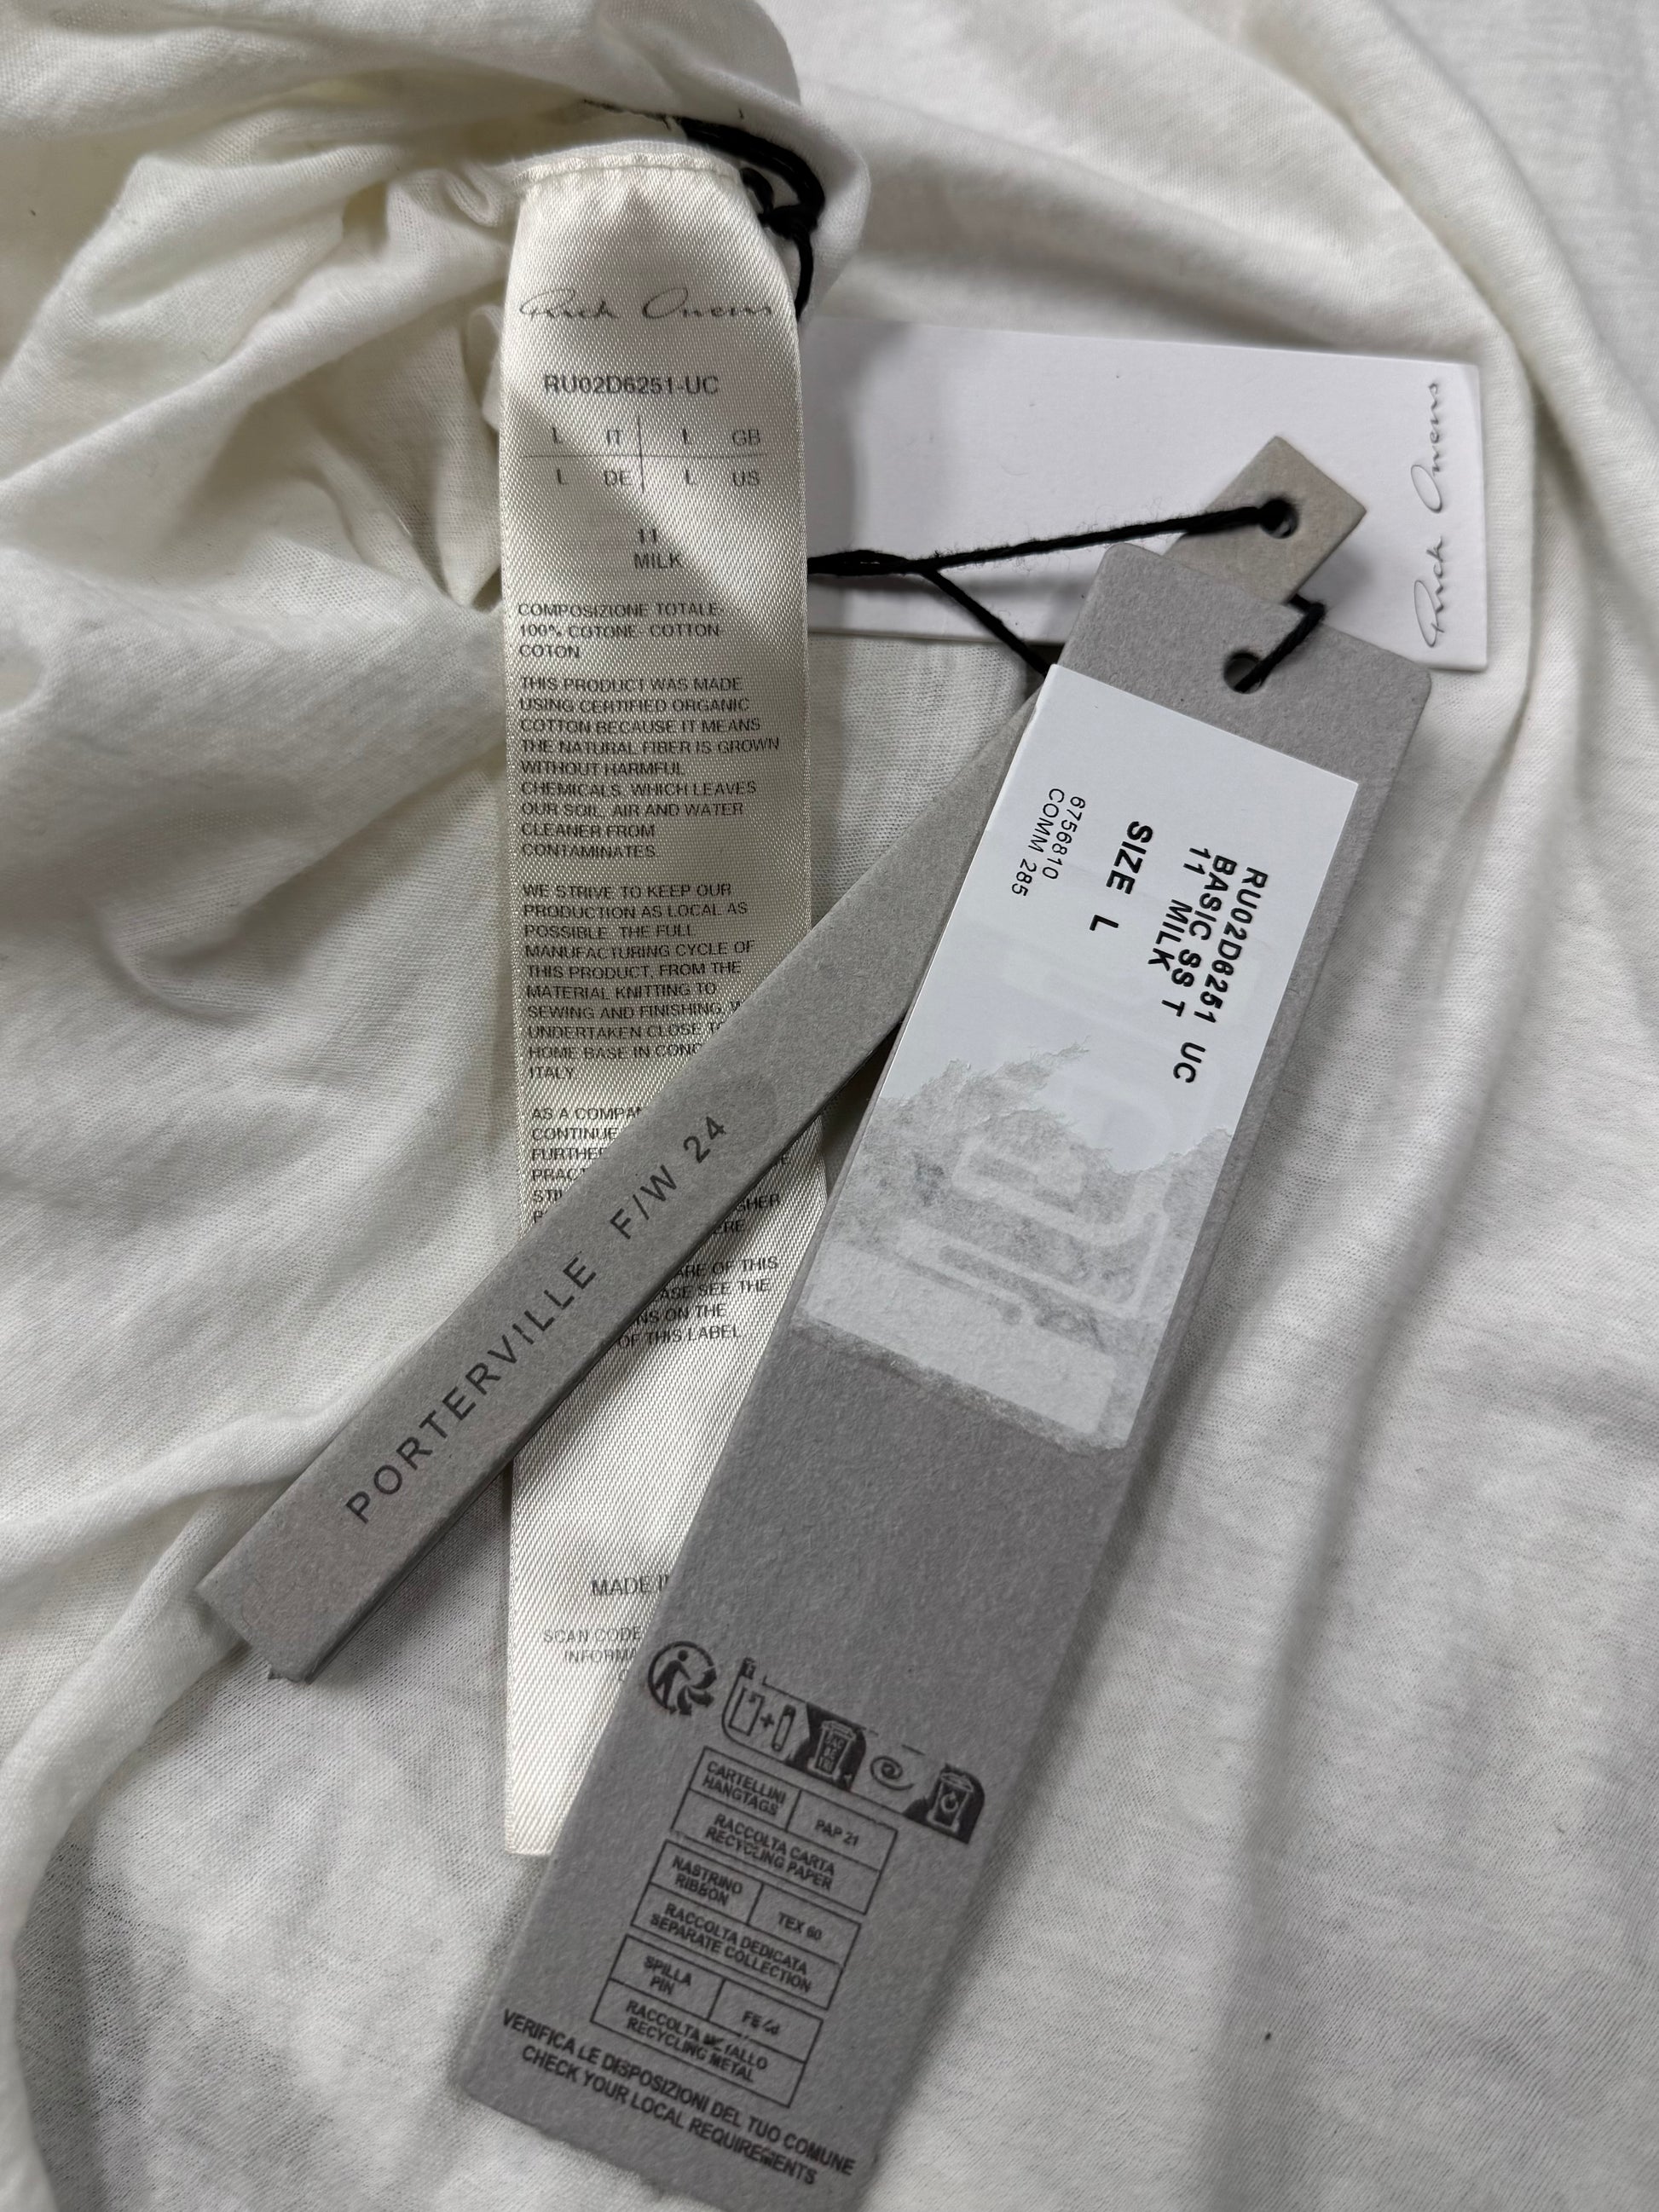 Rick Owens
RU02D6251-UC
L IT L GB
L DE L US
11
MILK
COMPOSIZIONE TOTALE:
100% COTONE- COTTON
COTON
THIS PRODUCT WAS MADE
USING CERTIFIED ORGANIC
COTTON BECAUSE IT MEANS
THE NATURAL FIBER IS GROWN
WITHOUT HARMFUL
CHEMICALS, WHICH LEAVES
OUR SOIL, AIR AND WATER
CLEANER FROM
CONTAMINATES.
WE STRIVE TO KEEP OUR
PRODUCTION AS LOCAL AS
POSSIBLE. THE FULL
MANUFACTURING CYCLE OF
THIS PRODUCT, FROM THE
MATERIAL KNITTING TO
SEWING AND FINISHING,
UNDERTAKEN CLOSE
HOME BASE IN
ITALY.
AS A
CONTINUE
OF THIS
SEE THE
ON THE
OF THIS LABEL
MADE
SCAN CODE
Rick Owens
RU02D6251 UC
BASIC SS T
11 MILK
SIZE L
6756810
COMM 285
PORTERVILLE F/W 24
CARTELLINI
HANGTAGS
PAP 21
RACCOLTA CARTA
RECYCLING PAPER
NASTRINO
RIBBON
TEX 60
RACCOLTA DEDICATA
SEPARATE COLLECTION
SPILLA
PIN
RACCOLTA METALLO
RECYCLING METAL
VERIFICA LE DISPOSIZIONI DEL TUO COMUNE
CHECK YOUR LOCAL REQUIREMENTS